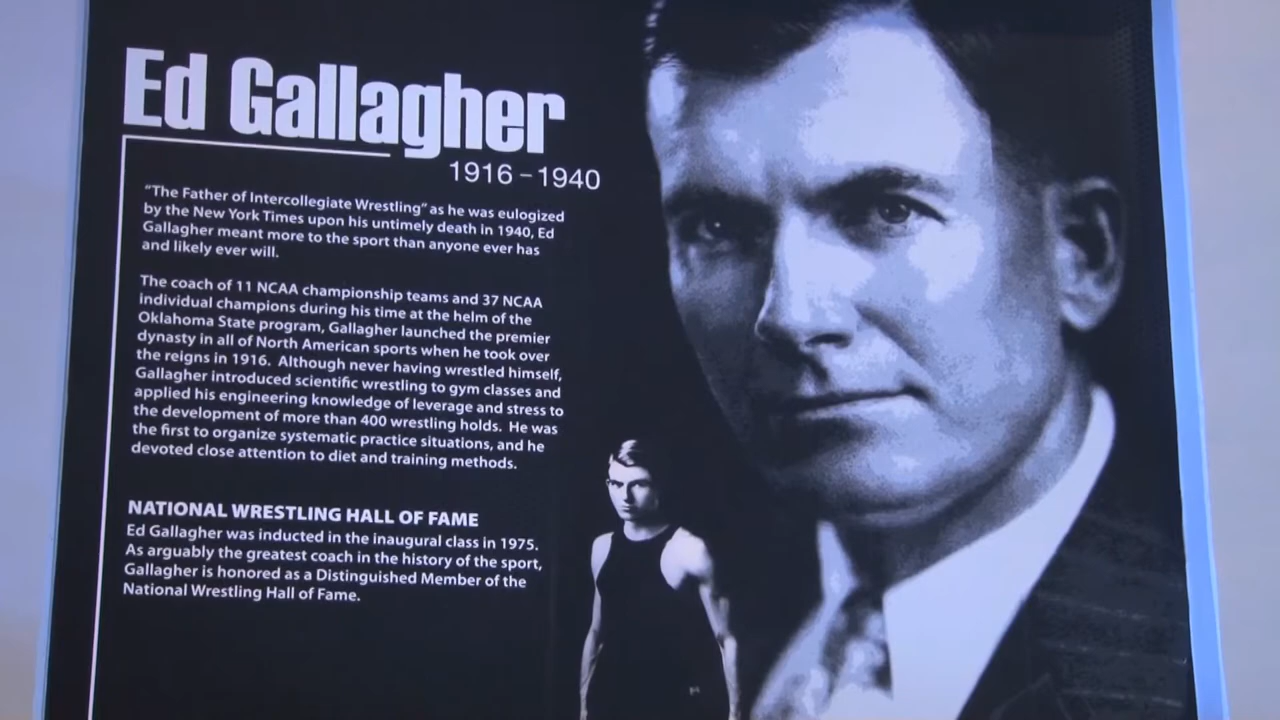 Ed Gallagher
1916 – 1940
"The Father of Intercollegiate Wrestling" as he was eulogized
by the New York Times upon his untimely death in 1940, Ed
Gallagher meant more to the sport than anyone ever has
and likely ever will.
The coach of 11 NCAA championship teams and 37 NCAA
individual champions during his time at the helm of the
Oklahoma State program, Gallagher launched the premier
dynasty in all of North American sports when he took over
the reigns in 1916.  Although never having wrestled himself,
Gallagher introduced scientific wrestling to gym classes and
applied his engineering knowledge of leverage and stress to
the development of more than 400 wrestling holds.  He was
the first to organize systematic practice situations, and he
devoted close attention to diet and training methods.
NATIONAL WRESTLING HALL OF FAME
Ed Gallagher was inducted in the inaugural class in 1975.
As arguably the greatest coach in the history of the sport,
Gallagher is honored as a Distinguished Member of the
National Wrestling Hall of Fame.